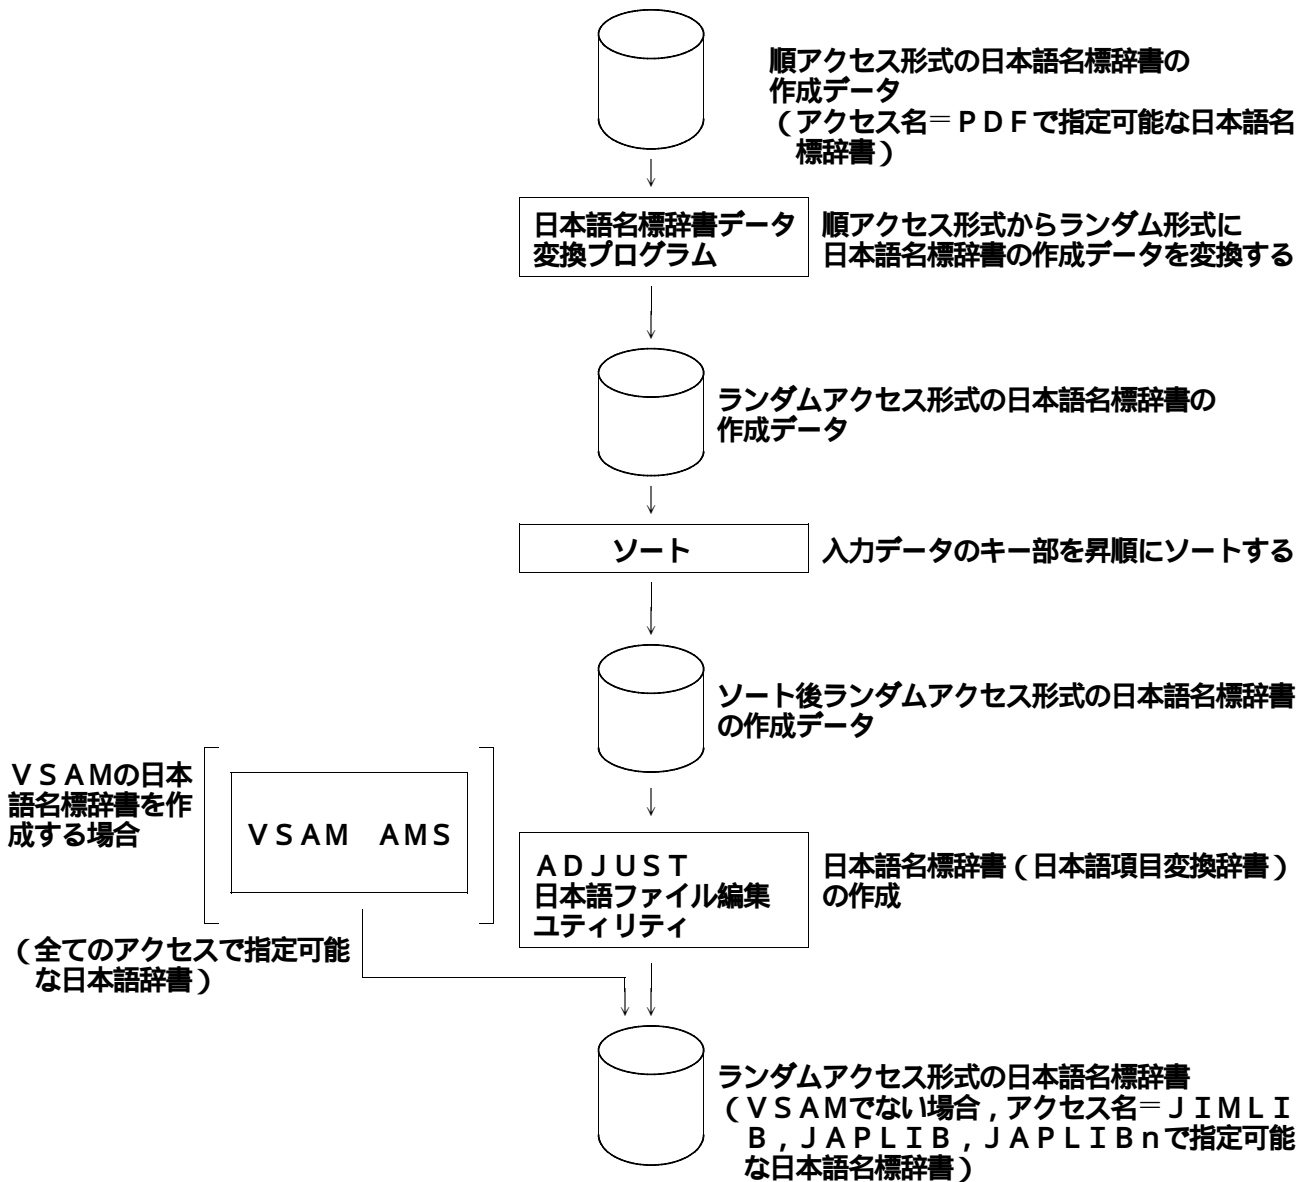 順アクセス形式の日本語名標辞書の
作成データ
（アクセス名＝ＰＤＦで指定可能な日本語名
標辞書）
日本語名標辞書データ
変換プログラム
順アクセス形式からランダム形式に
日本語名標辞書の作成データを変換する
ランダムアクセス形式の日本語名標辞書の
作成データ
ソート
入力データのキー部を昇順にソートする
ソート後ランダムアクセス形式の日本語名標辞書
の作成データ
ＶＳＡＭの日本
語名標辞書を作
成する場合
ＶＳＡＭ　ＡＭＳ
（全てのアクセスで指定可能
な日本語辞書）
ＡＤＪＵＳＴ
日本語ファイル編集
ユティリティ
日本語名標辞書（日本語項目変換辞書）
の作成
ランダムアクセス形式の日本語名標辞書
（ＶＳＡＭでない場合，アクセス名＝ＪＩＭＬＩ
Ｂ，ＪＡＰＬＩＢ，ＪＡＰＬＩＢｎで指定可能
な日本語名標辞書）